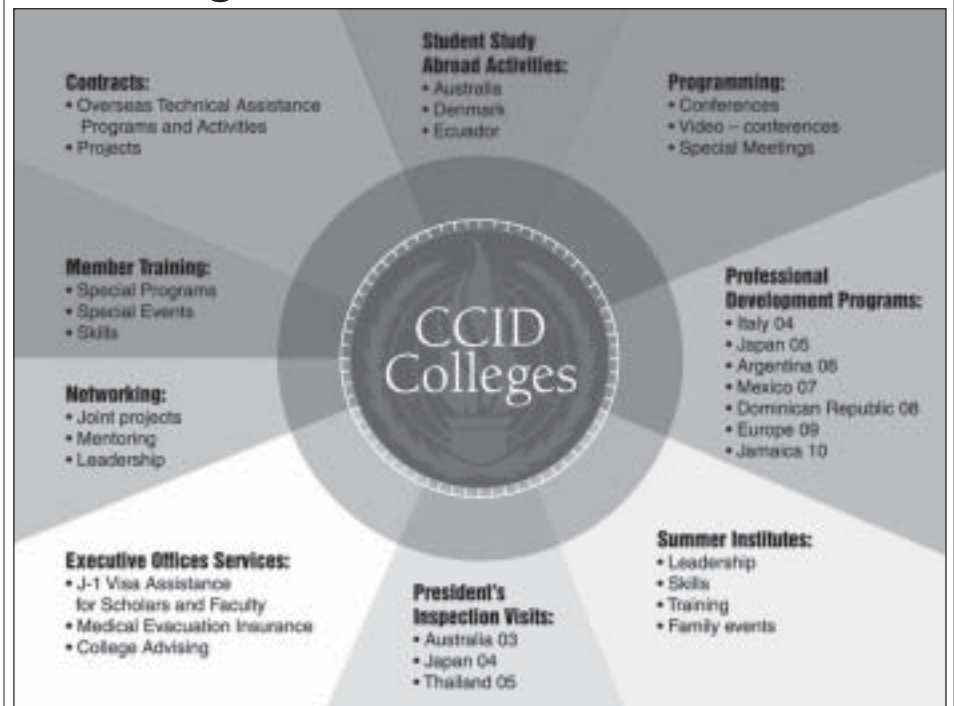 Contracts:
• Overseas Technical Assistance
Programs and Activities
• Projects
Student Study
Abroad Activities:
• Australia
• Denmark
• Ecuador
Programming:
• Conferences
• Video – conferences
• Special Meetings
Member Training:
• Special Programs
• Special Events
• Skills
CCID
Colleges
Professional
Development Programs:
• Italy 04
• Japan 05
• Argentina 06
• Mexico 07
• Dominican Republic 08
• Europe 09
• Jamaica 10
Networking:
• Joint projects
• Mentoring
• Leadership
Executive Offices Services:
• J-1 Visa Assistance
for Scholars and Faculty
• Medical Evacuation Insurance
• College Advising
President's
Inspection Visits:
• Australia 03
• Japan 04
• Thailand 05
Summer Institutes:
• Leadership
• Skills
• Training
• Family events